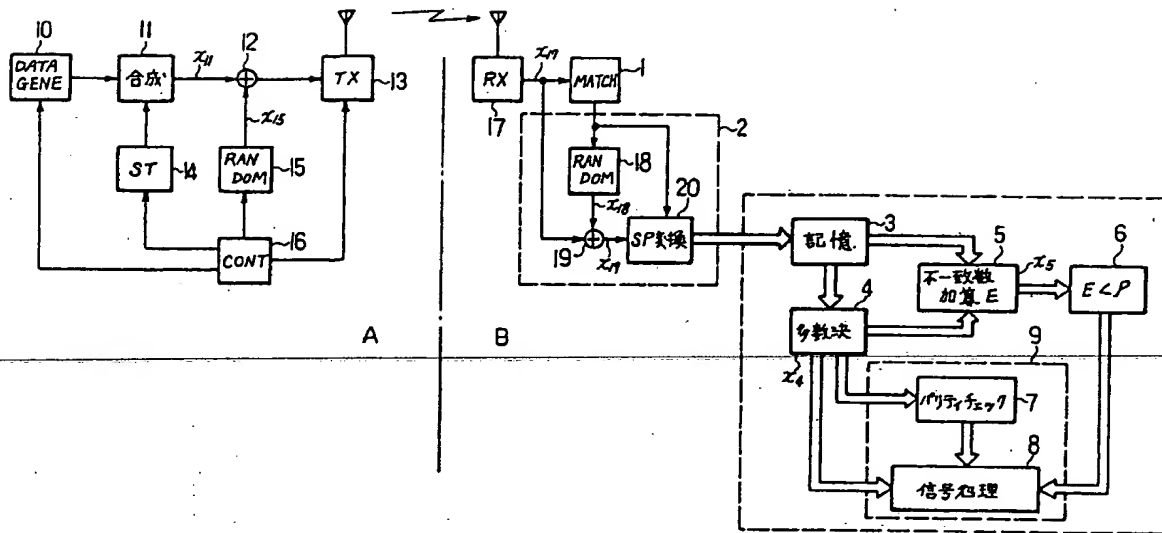 10
DATA
GENE
11
合成
x11
12
TX
13
ST
14
x15
RAN
DOM
15
CONT
16
A
RX
17
x17
MATCH
1
2
RAN
DOM
18
x18
19
x19
SP変換
20
B
記憶
3
多数決
4
x4
不一致数
加算 E
5
x5
E<P
6
パリティチェック
7
信号処理
8
9